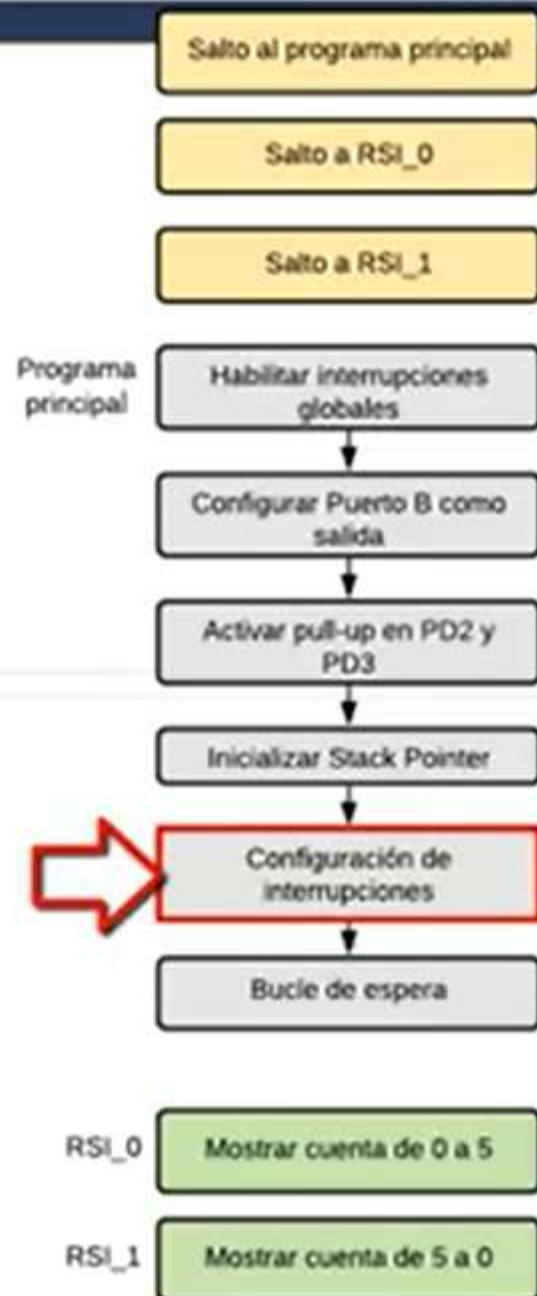 Salto al programa principal
Salto a RSI_0
Salto a RSI_1
Programa
principal
Habilitar interrupciones
globales
Configurar Puerto B como
salida
Activar pull-up en PD2 y
PD3
Inicializar Stack Pointer
Configuración de
interrupciones
Bucle de espera
RSI_0
Mostrar cuenta de 0 a 5
RSI_1
Mostrar cuenta de 5 a 0